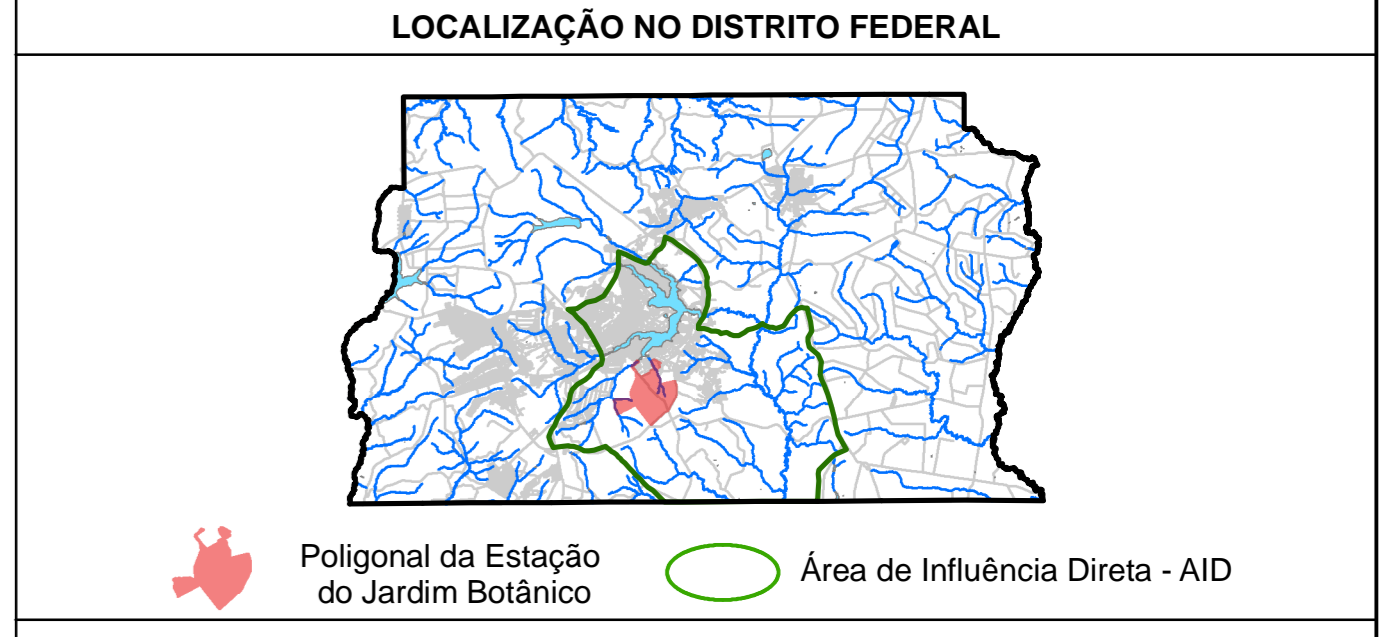 LOCALIZAÇÃO NO DISTRITO FEDERAL
Poligonal da Estação
do Jardim Botânico
Área de Influência Direta - AID